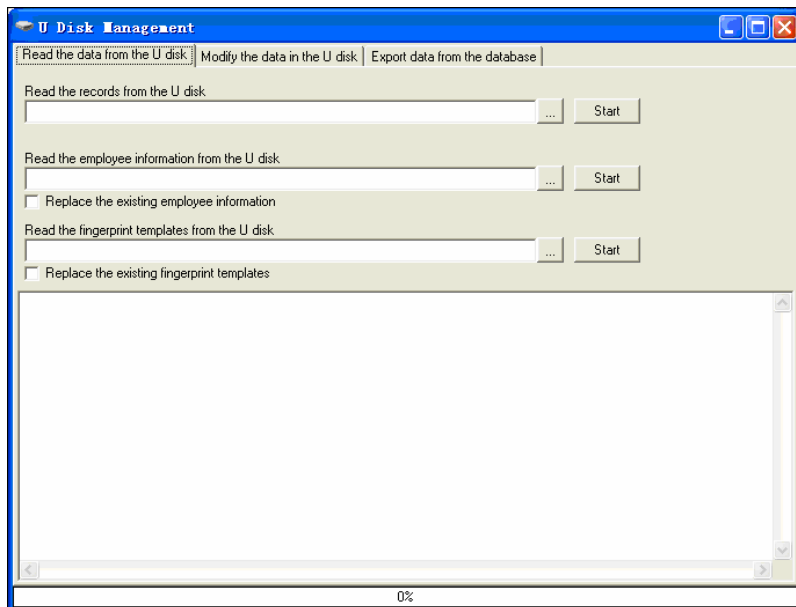 U Disk Management
Read the data from the U disk Modify the data in the U disk Export data from the database
Read the records from the U disk
... Start
Read the employee information from the U disk
... Start
Replace the existing employee information
Read the fingerprint templates from the U disk
... Start
Replace the existing fingerprint templates
0%